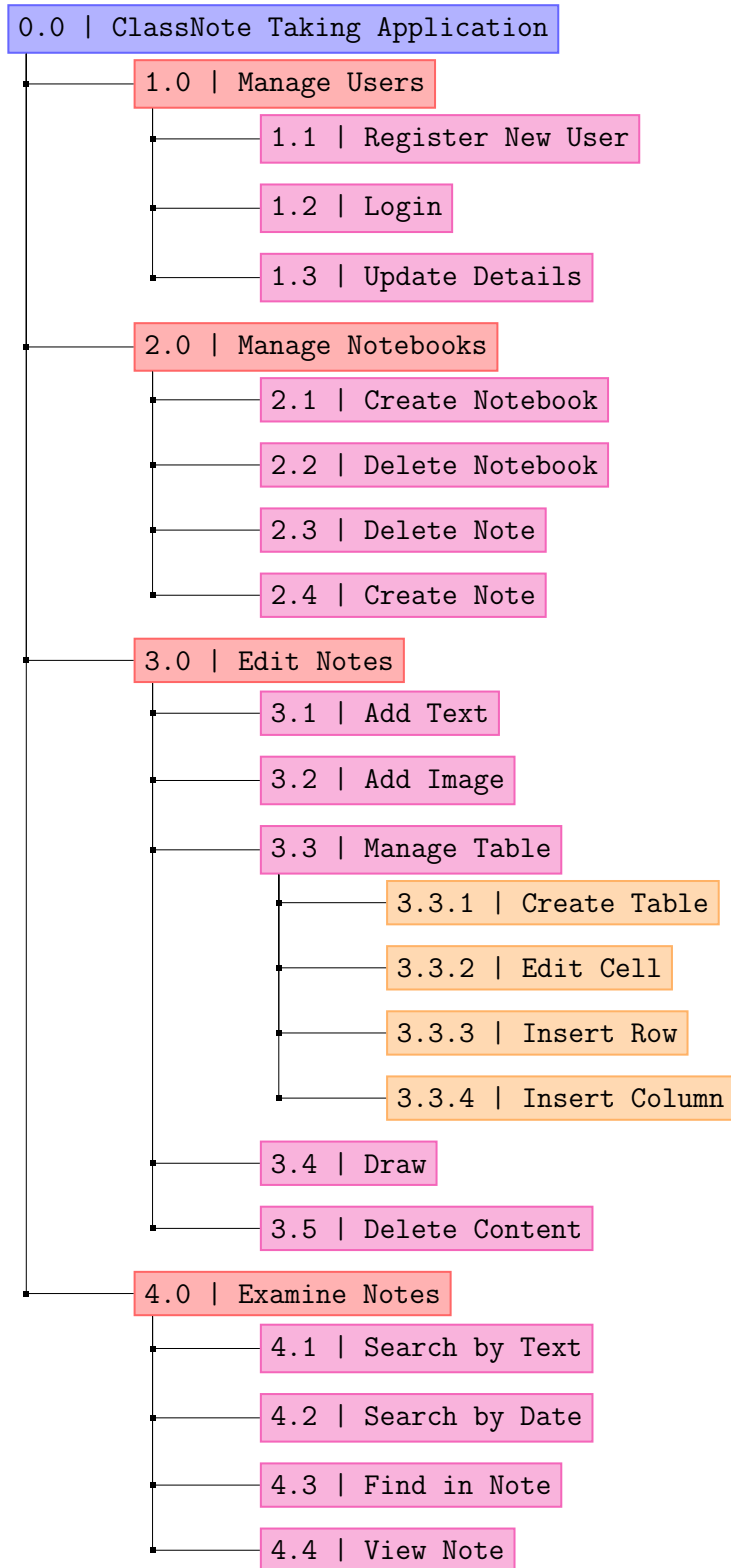 0.0 | ClassNote Taking Application
1.0 | Manage Users
1.1 | Register New User
1.2 | Login
1.3 | Update Details
2.0 | Manage Notebooks
2.1 | Create Notebook
2.2 | Delete Notebook
2.3 | Delete Note
2.4 | Create Note
3.0 | Edit Notes
3.1 | Add Text
3.2 | Add Image
3.3 | Manage Table
3.3.1 | Create Table
3.3.2 | Edit Cell
3.3.3 | Insert Row
3.3.4 | Insert Column
3.4 | Draw
3.5 | Delete Content
4.0 | Examine Notes
4.1 | Search by Text
4.2 | Search by Date
4.3 | Find in Note
4.4 | View Note